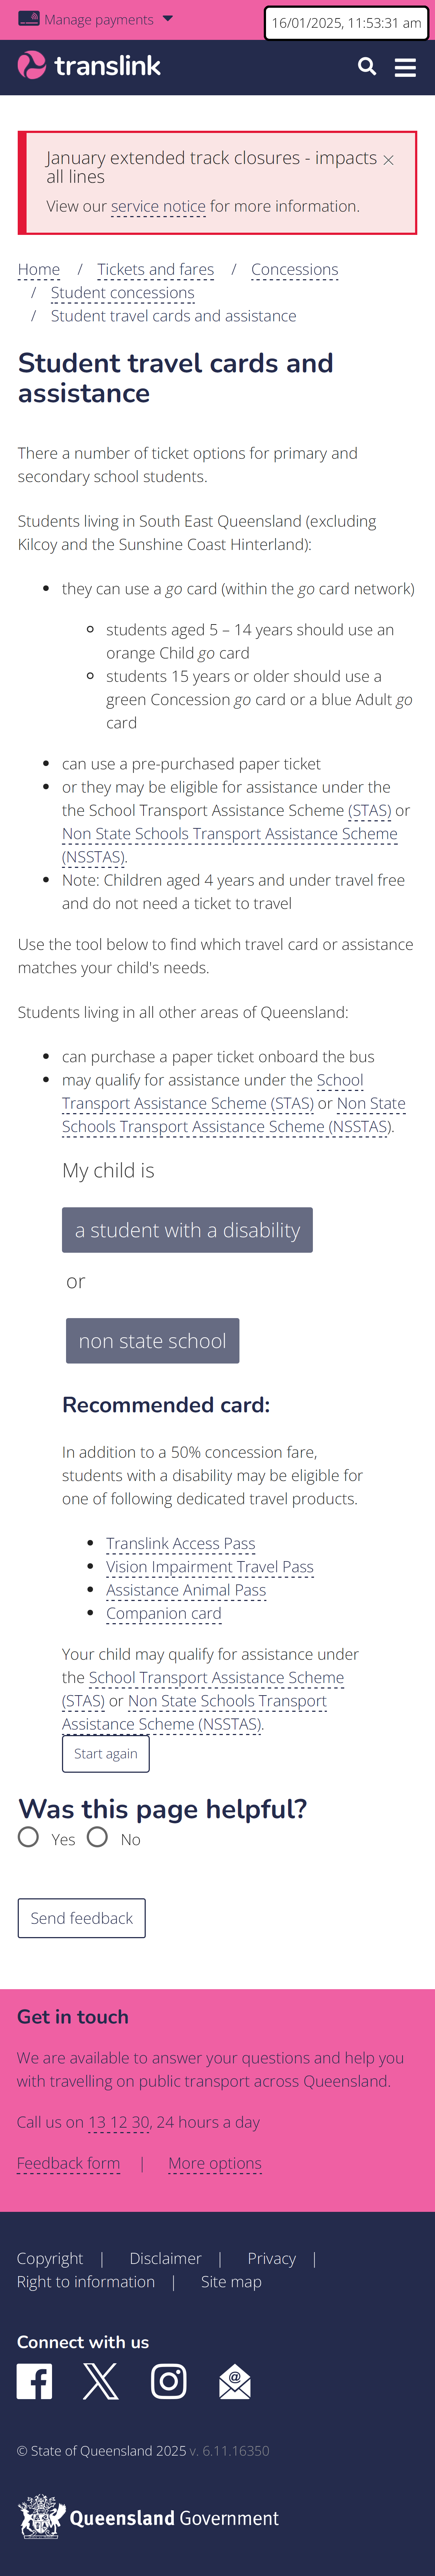 Manage payments
16/01/2025, 11:53:31 am
translink
January extended track closures - impacts
all lines
View our service notice for more information.
Home / Tickets and fares / Concessions
/ Student concessions
/ Student travel cards and assistance
Student travel cards and
assistance
There a number of ticket options for primary and
secondary school students.
Students living in South East Queensland (excluding
Kilcoy and the Sunshine Coast Hinterland):
they can use a go card (within the go card network)
students aged 5 – 14 years should use an
orange Child go card
students 15 years or older should use a
green Concession go card or a blue Adult go
card
can use a pre-purchased paper ticket
or they may be eligible for assistance under the
the School Transport Assistance Scheme (STAS) or
Non State Schools Transport Assistance Scheme
(NSSTAS).
Note: Children aged 4 years and under travel free
and do not need a ticket to travel
Use the tool below to find which travel card or assistance
matches your child's needs.
Students living in all other areas of Queensland:
can purchase a paper ticket onboard the bus
may qualify for assistance under the School
Transport Assistance Scheme (STAS) or Non State
Schools Transport Assistance Scheme (NSSTAS).
My child is
a student with a disability
or
non state school
Recommended card:
In addition to a 50% concession fare,
students with a disability may be eligible for
one of following dedicated travel products.
Translink Access Pass
Vision Impairment Travel Pass
Assistance Animal Pass
Companion card
Your child may qualify for assistance under
the School Transport Assistance Scheme
(STAS) or Non State Schools Transport
Assistance Scheme (NSSTAS).
Start again
Was this page helpful?
Yes No
Send feedback
Get in touch
We are available to answer your questions and help you
with travelling on public transport across Queensland.
Call us on 13 12 30, 24 hours a day
Feedback form | More options
Copyright | Disclaimer | Privacy |
Right to information | Site map
Connect with us
© State of Queensland 2025 v. 6.11.16350
Queensland Government